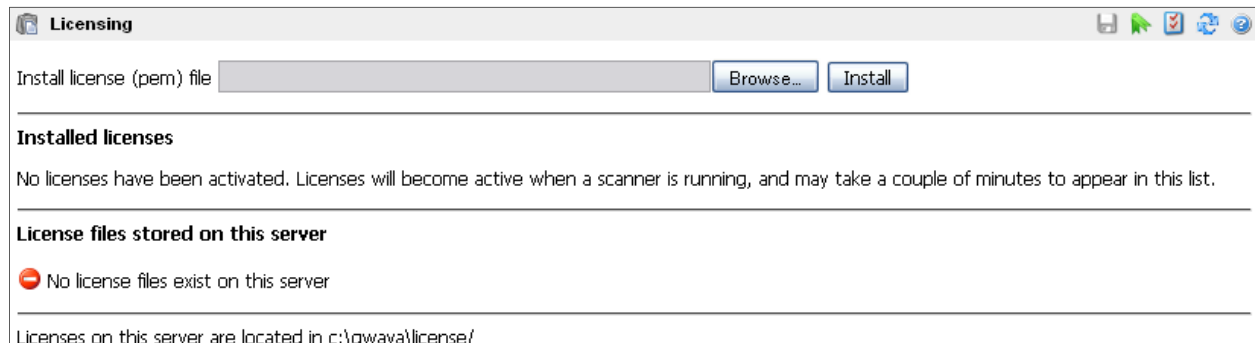 Licensing
Install license (pem) file Browse... Install
Installed licenses
No licenses have been activated. Licenses will become active when a scanner is running, and may take a couple of minutes to appear in this list.
License files stored on this server
No license files exist on this server
Licenses on this server are located in c:\gwava\license/